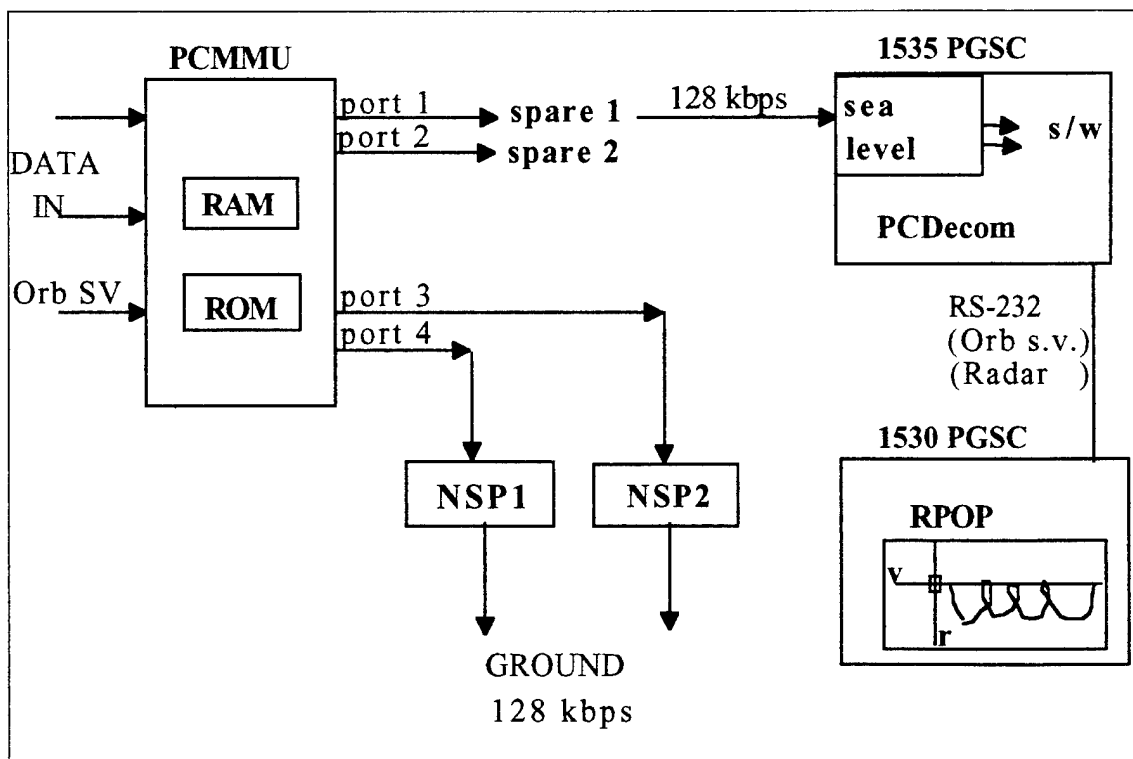 PCMMU
DATA
IN
Orb SV
RAM
ROM
port 1
port 2
port 3
port 4
spare 1
spare 2
128 kbps
1535 PGSC
sea
level
s/w
PCDecom
RS-232
(Orb s.v.)
(Radar )
1530 PGSC
RPOP
v
r
NSP1
NSP2
GROUND
128 kbps